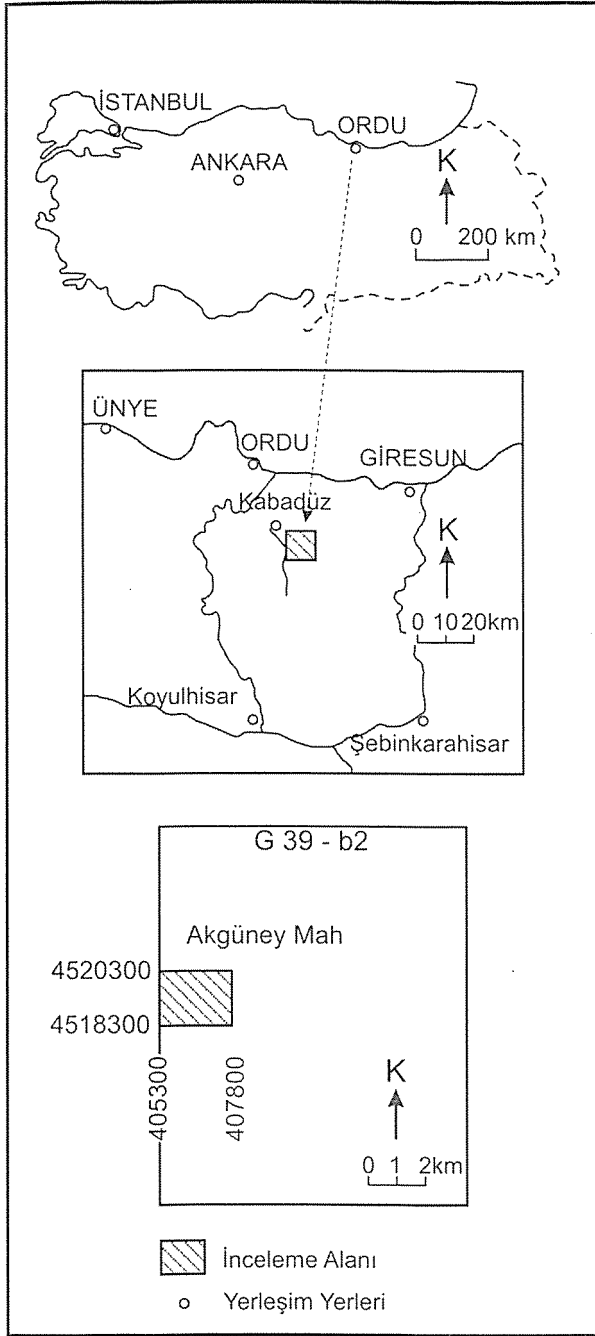 İSTANBUL
ORDU
ANKARA
K
0 200 km
ÜNYE
ORDU
GİRESUN
Kabadüz
K
0 10 20km
Koyulhisar
Şebinkarahisar
G 39 - b2
Akgüney Mah
4520300
4518300
405300
407800
K
0 1 2km
İnceleme Alanı
Yerleşim Yerleri